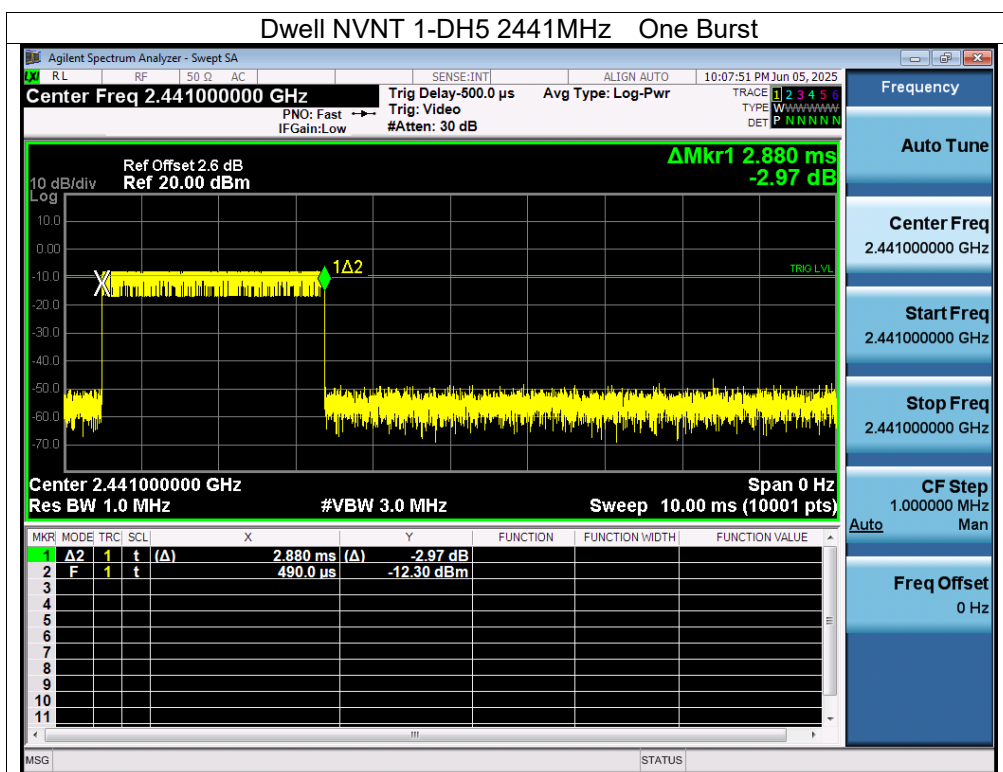 Dwell NVNT 1-DH5 2441MHz One Burst
Agilent Spectrum Analyzer - Swept SA
LXI RL RF 50 Ω AC SENSE:INT ALIGN AUTO 10:07:51 PM Jun 05, 2025
Center Freq 2.441000000 GHz Trig Delay-500.0 µs Avg Type: Log-Pwr TRACE 1 2 3 4 5 6
PNO: Fast Trig: Video TYPE WWWWWW
IFGain:Low #Atten: 30 dB DET P N N N N N
ΔMkr1 2.880 ms
-2.97 dB
Ref Offset 2.6 dB
10 dB/div Ref 20.00 dBm
Log
10.0
0.00
-10.0
-20.0
-30.0
-40.0
-50.0
-60.0
-70.0
1Δ2
TRIG LVL
Center 2.441000000 GHz Span 0 Hz
Res BW 1.0 MHz #VBW 3.0 MHz Sweep 10.00 ms (10001 pts)
MKR MODE TRC SCL X Y FUNCTION FUNCTION WIDTH FUNCTION VALUE
1 Δ2 1 t (Δ) 2.880 ms (Δ) -2.97 dB
2 F 1 t 490.0 µs -12.30 dBm
3
4
5
6
7
8
9
10
11
MSG STATUS
Frequency
Auto Tune
Center Freq
2.441000000 GHz
Start Freq
2.441000000 GHz
Stop Freq
2.441000000 GHz
CF Step
1.000000 MHz
Auto Man
Freq Offset
0 Hz